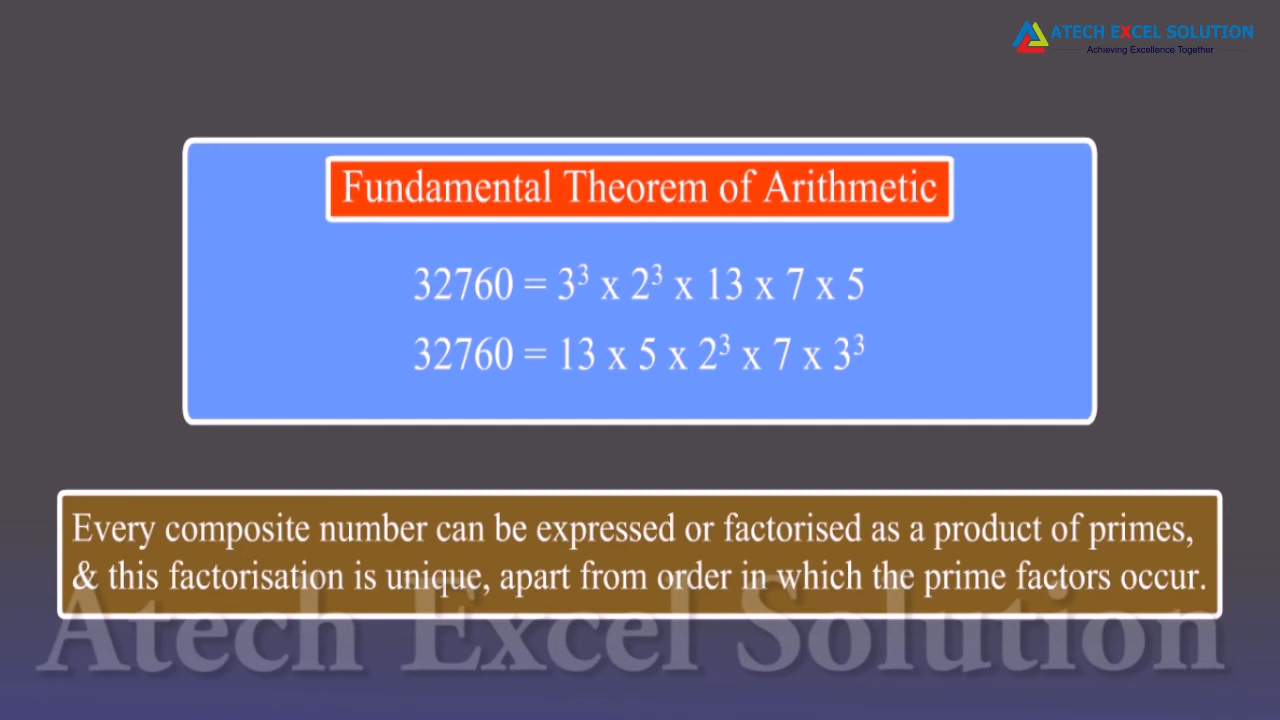 ATECH EXCEL SOLUTION
Achieving Excellence Together
Fundamental Theorem of Arithmetic
32760 = 3³ x 2³ x 13 x 7 x 5
32760 = 13 x 5 x 2³ x 7 x 3³
Every composite number can be expressed or factorised as a product of primes,
& this factorisation is unique, apart from order in which the prime factors occur.
Atech Excel Solution